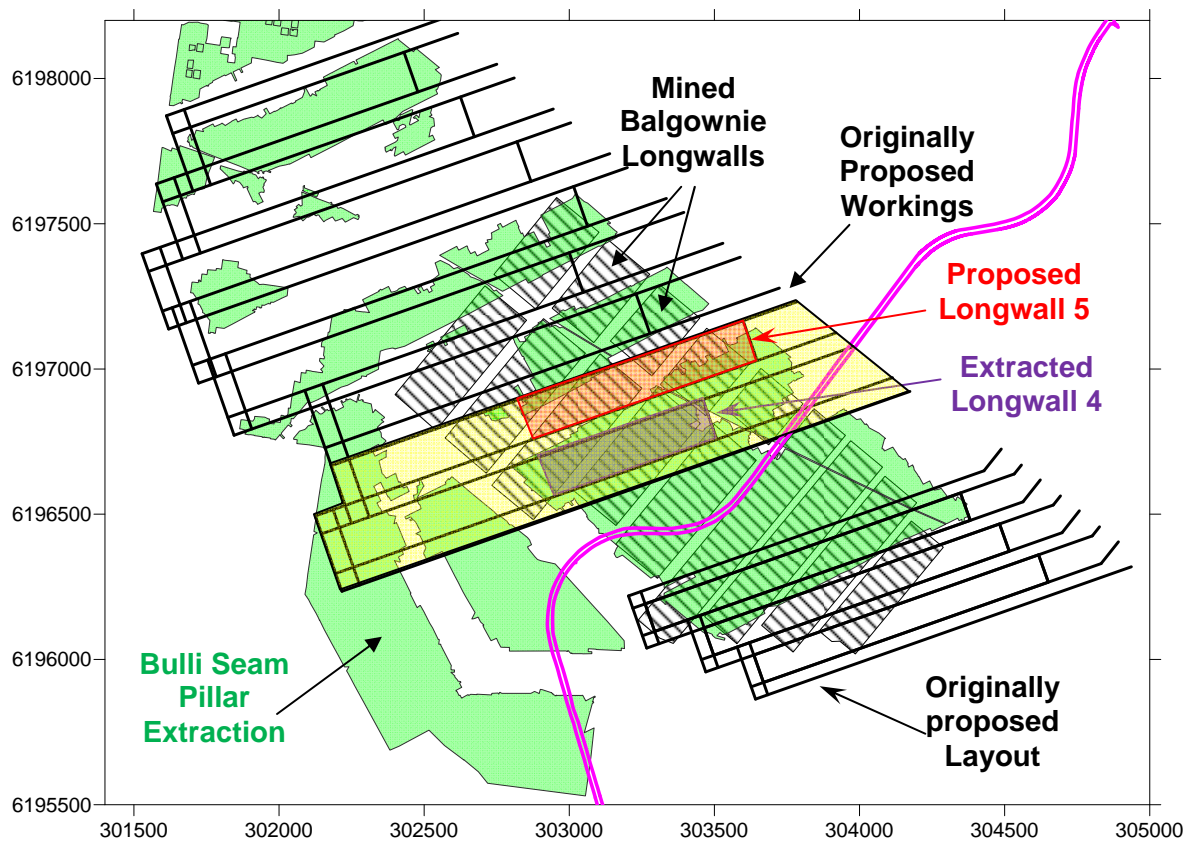 6198000
6197500
6197000
6196500
6196000
6195500
Mined
Balgownie
Longwalls
Originally
Proposed
Workings
Proposed
Longwall 5
Extracted
Longwall 4
Bulli Seam
Pillar
Extraction
Originally
proposed
Layout
301500 302000 302500 303000 303500 304000 304500 305000